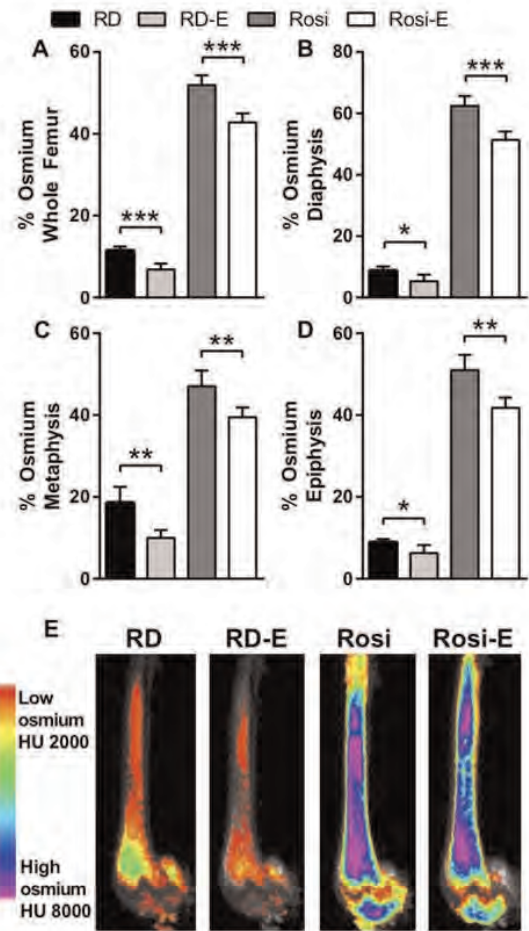 RD RD-E Rosi Rosi-E
A
% Osmium
Whole Femur
60
40
20
0
***
***
B
% Osmium
Diaphysis
80
60
40
20
0
*
***
C
% Osmium
Metaphysis
60
40
20
0
**
**
D
% Osmium
Epiphysis
60
40
20
0
*
**
E
RD RD-E Rosi Rosi-E
Low
osmium
HU 2000
High
osmium
HU 8000